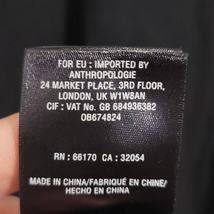 FOR EU : IMPORTED BY
ANTHROPOLOGIE
24 MARKET PLACE, 3RD FLOOR,
LONDON, UK W1W8AN
CIF : VAT No. GB 684936382
OB674824
RN : 66170 CA : 32054
MADE IN CHINA/FABRIQUÉ EN CHINE/
HECHO EN CHINA